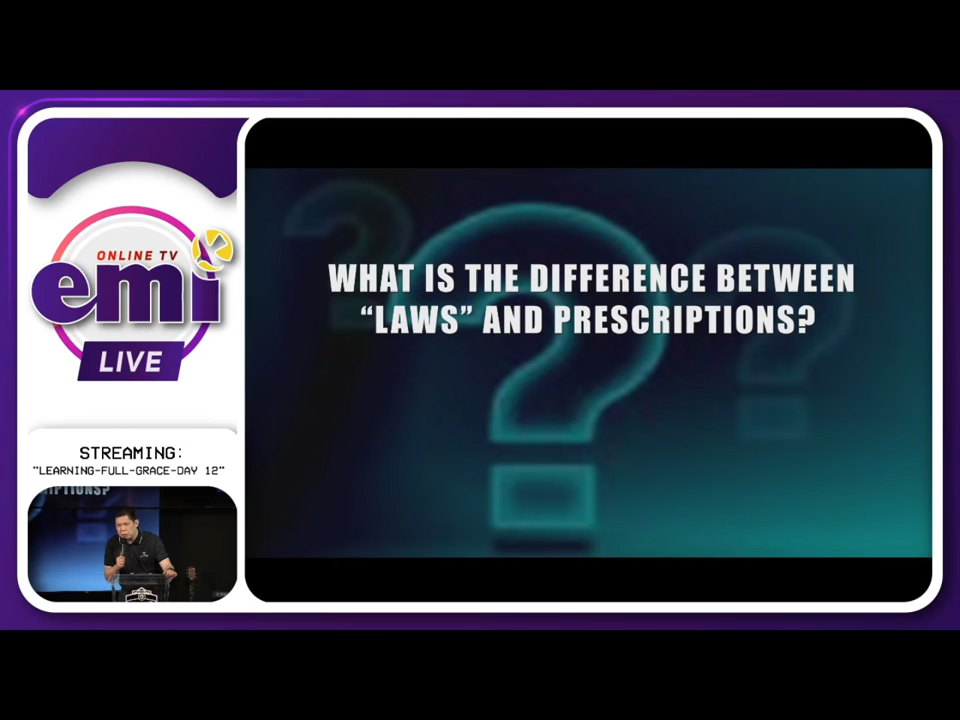 ONLINE TV
emi
LIVE
STREAMING:
"LEARNING-FULL-GRACE-DAY 12"
WHAT IS THE DIFFERENCE BETWEEN
“LAWS” AND PRESCRIPTIONS?